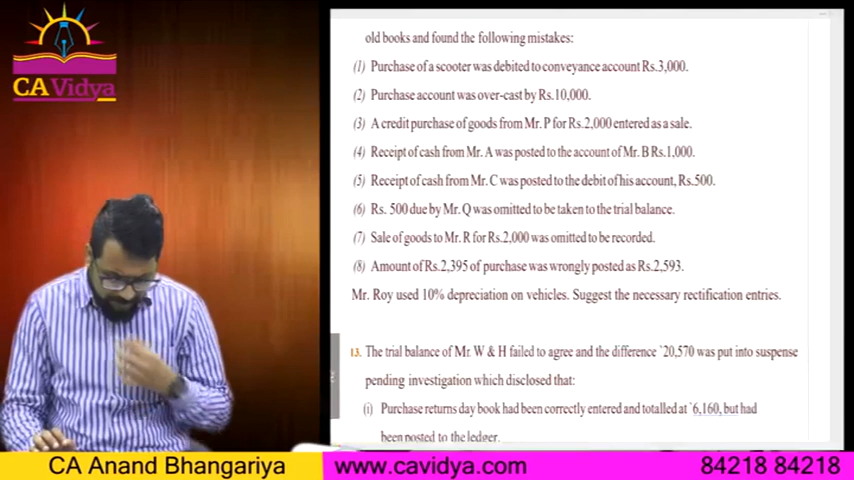 CA Vidya
old books and found the following mistakes:
(1) Purchase of a scooter was debited to conveyance account Rs.3,000.
(2) Purchase account was over-cast by Rs.10,000.
(3) A credit purchase of goods from Mr. P for Rs.2,000 entered as a sale.
(4) Receipt of cash from Mr. A was posted to the account of Mr. B Rs.1,000.
(5) Receipt of cash from Mr. C was posted to the debit of his account, Rs.500.
(6) Rs. 500 due by Mr. Q was omitted to be taken to the trial balance.
(7) Sale of goods to Mr. R for Rs.2,000 was omitted to be recorded.
(8) Amount of Rs.2,395 of purchase was wrongly posted as Rs.2,593.
Mr. Roy used 10% depreciation on vehicles. Suggest the necessary rectification entries.
13. The trial balance of Mr. W & H failed to agree and the difference `20,570 was put into suspense
pending investigation which disclosed that:
(i) Purchase returns day book had been correctly entered and totalled at `6,160, but had
been posted to the ledger.
CA Anand Bhangariya www.cavidya.com 84218 84218